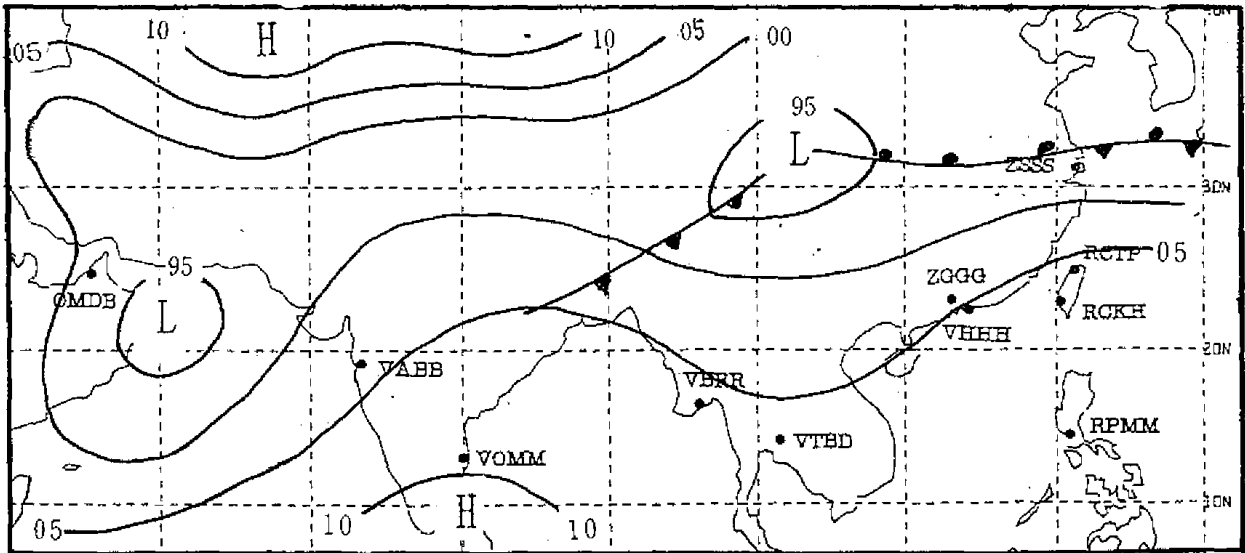 10
H
10
05
00
05
95
L
ZSSS
30N
95
L
OMDB
ZGGG
RCTP
05
RCKH
VHHH
20N
VABB
VBRR
VTBD
RPMM
VOMM
05
10
H
10
10N